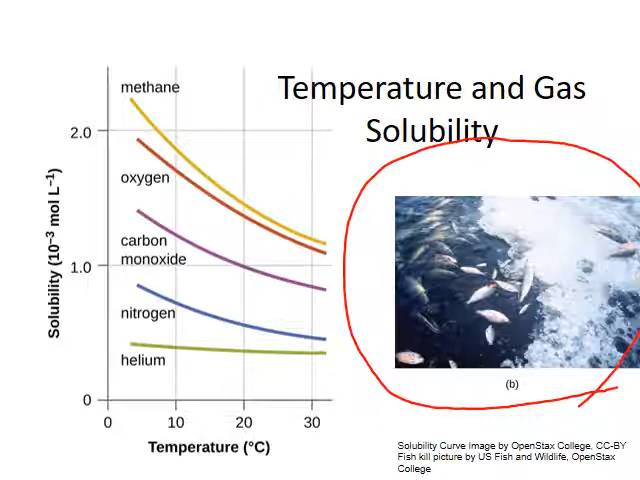 Temperature and Gas
Solubility
methane
oxygen
carbon
monoxide
nitrogen
helium
Solubility (10⁻³ mol L⁻¹)
2.0
1.0
0
0 10 20 30
Temperature (°C)
(b)
Solubility Curve Image by OpenStax College, CC-BY
Fish kill picture by US Fish and Wildlife, OpenStax
College